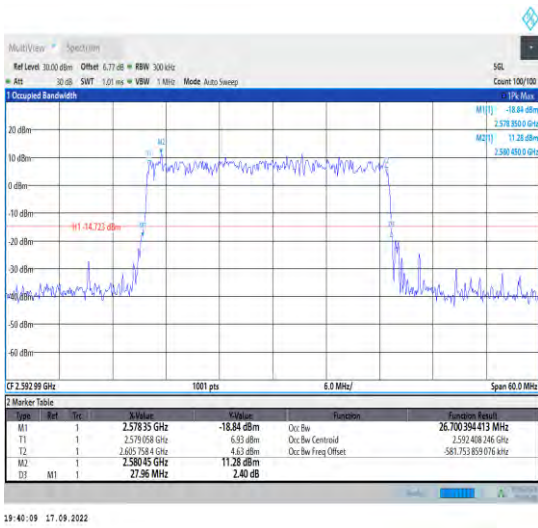 MultiView Spectrum
Ref Level 30.00 dBm Offset 6.77 dB RBW 300 kHz SGL
Att 30 dB SWT 1.01 ms VBW 1 MHz Mode Auto Sweep Count 100/100
1 Occupied Bandwidth 1Pk Max
M1[1] -18.84 dBm
2.578 350 0 GHz
M2[1] 11.28 dBm
2.580 450 0 GHz
M2
20 dBm
10 dBm
0 dBm
-10 dBm
H1 -14.723 dBm
-20 dBm
-30 dBm
-40 dBm
-50 dBm
-60 dBm
CF 2.592 99 GHz 1001 pts 6.0 MHz/ Span 60.0 MHz
2 Marker Table
Type Ref Trc X-Value Y-Value Function Function Result
M1 1 2.578 35 GHz -18.84 dBm Occ Bw 26.700 394 413 MHz
T1 1 2.579 058 GHz 6.93 dBm Occ Bw Centroid 2.592 408 246 GHz
T2 1 2.605 758 4 GHz 4.63 dBm Occ Bw Freq Offset -581.753 859 076 kHz
M2 1 2.580 45 GHz 11.28 dBm
D3 M1 1 27.96 MHz 2.40 dB
19:40:09 17.09.2022